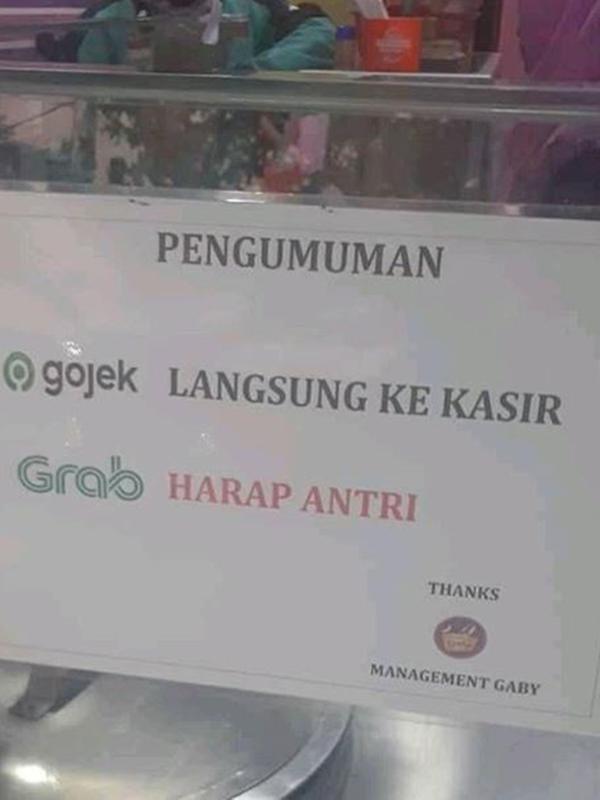 PENGUMUMAN
gojek LANGSUNG KE KASIR
Grab HARAP ANTRI
THANKS
MANAGEMENT GABY